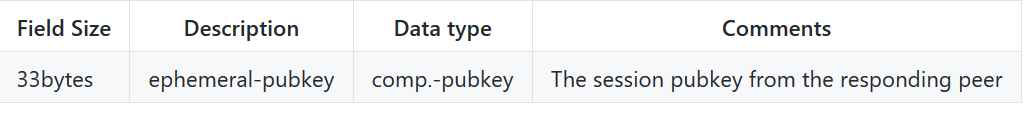 Field Size Description Data type Comments
33bytes ephemeral-pubkey comp.-pubkey The session pubkey from the responding peer